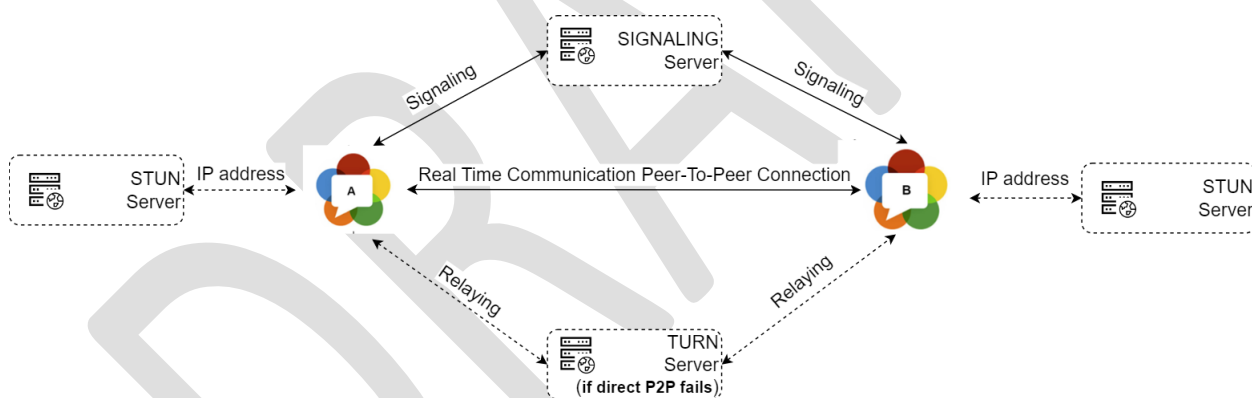 SIGNALING
Server
Signaling
Signaling
STUN
Server
IP address
A
Real Time Communication Peer-To-Peer Connection
B
IP address
STUN
Server
Relaying
Relaying
TURN
Server
(if direct P2P fails)
DRAFT